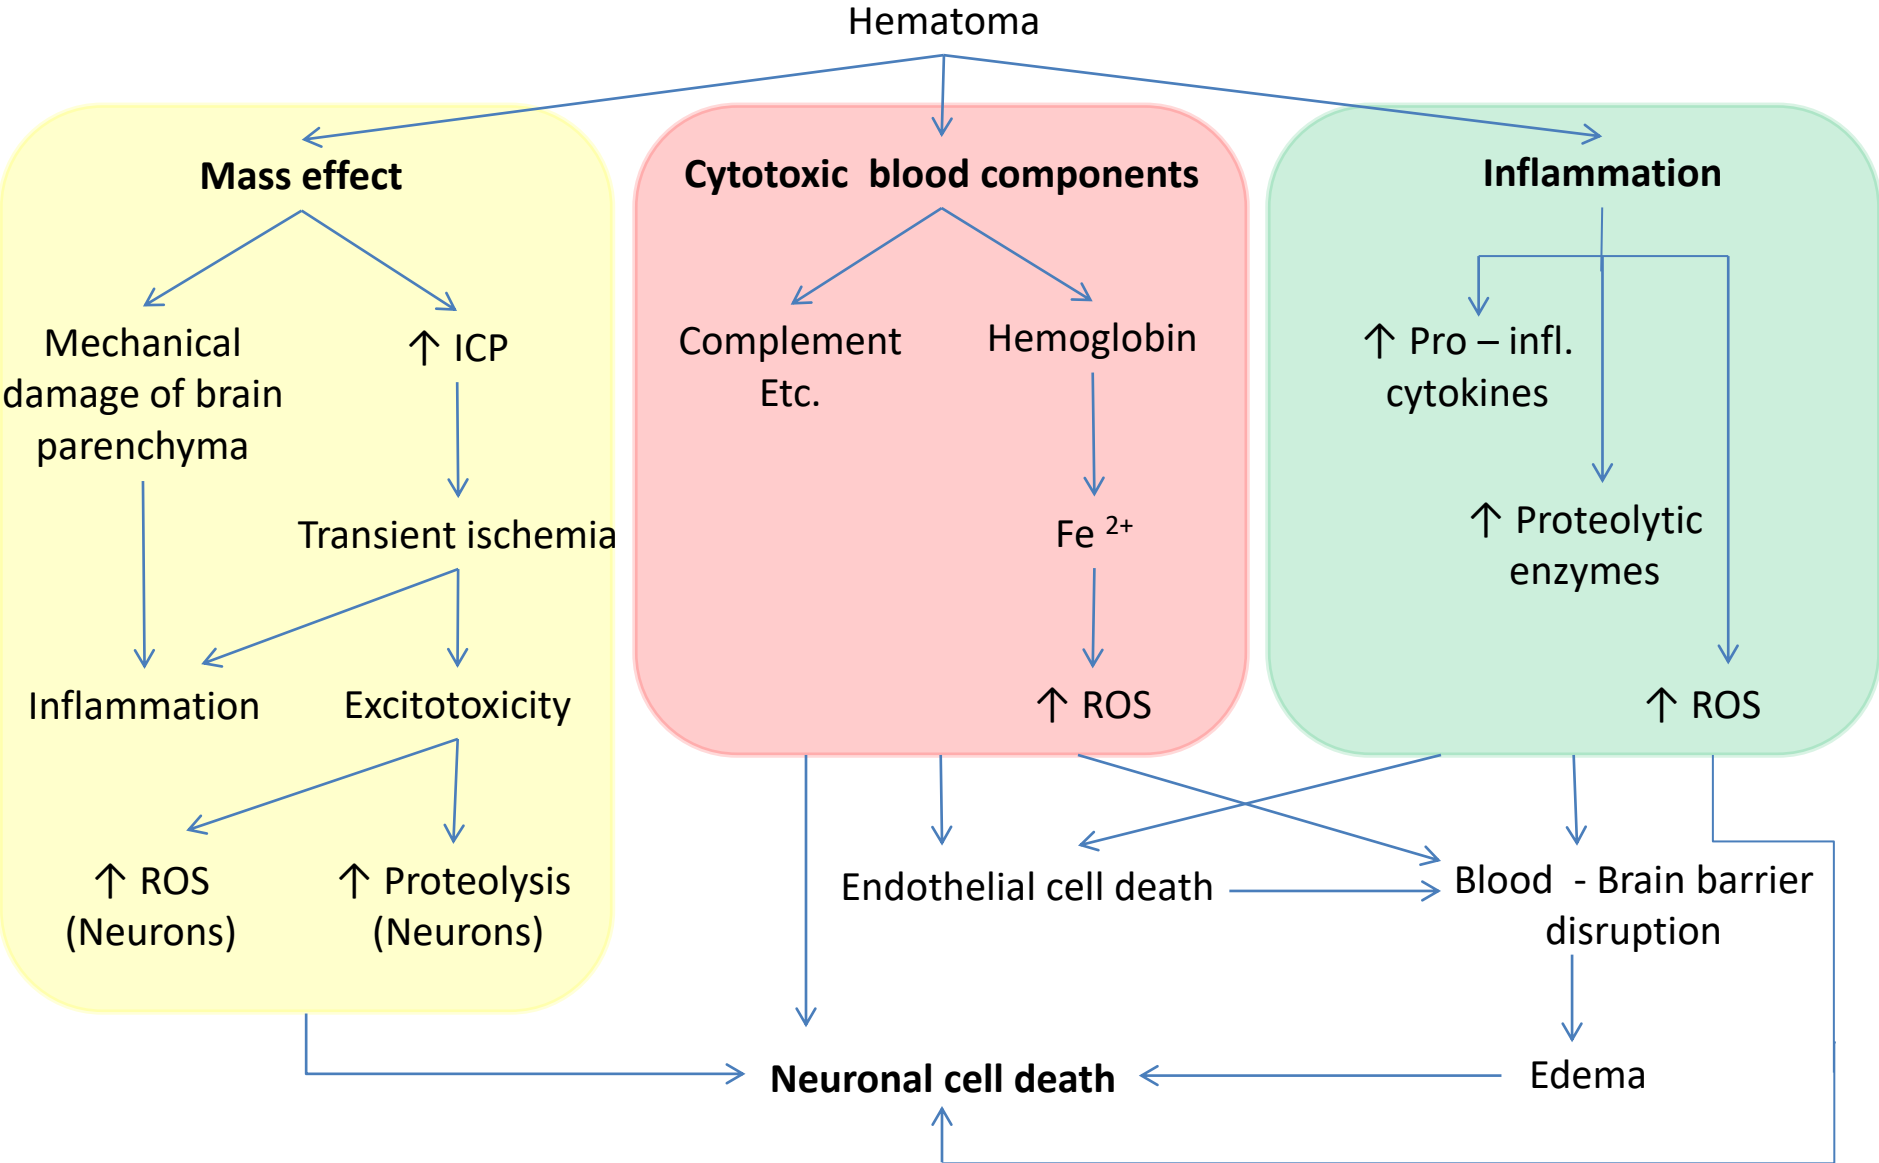 Hematoma
Mass effect
Mechanical
damage of brain
parenchyma
↑ ICP
Transient ischemia
Inflammation
Excitotoxicity
↑ ROS
(Neurons)
↑ Proteolysis
(Neurons)
Cytotoxic  blood components
Complement
Etc.
Hemoglobin
Fe ²⁺
↑ ROS
Inflammation
↑ Pro – infl.
cytokines
↑ Proteolytic
enzymes
↑ ROS
Endothelial cell death
Blood  - Brain barrier
disruption
Neuronal cell death
Edema